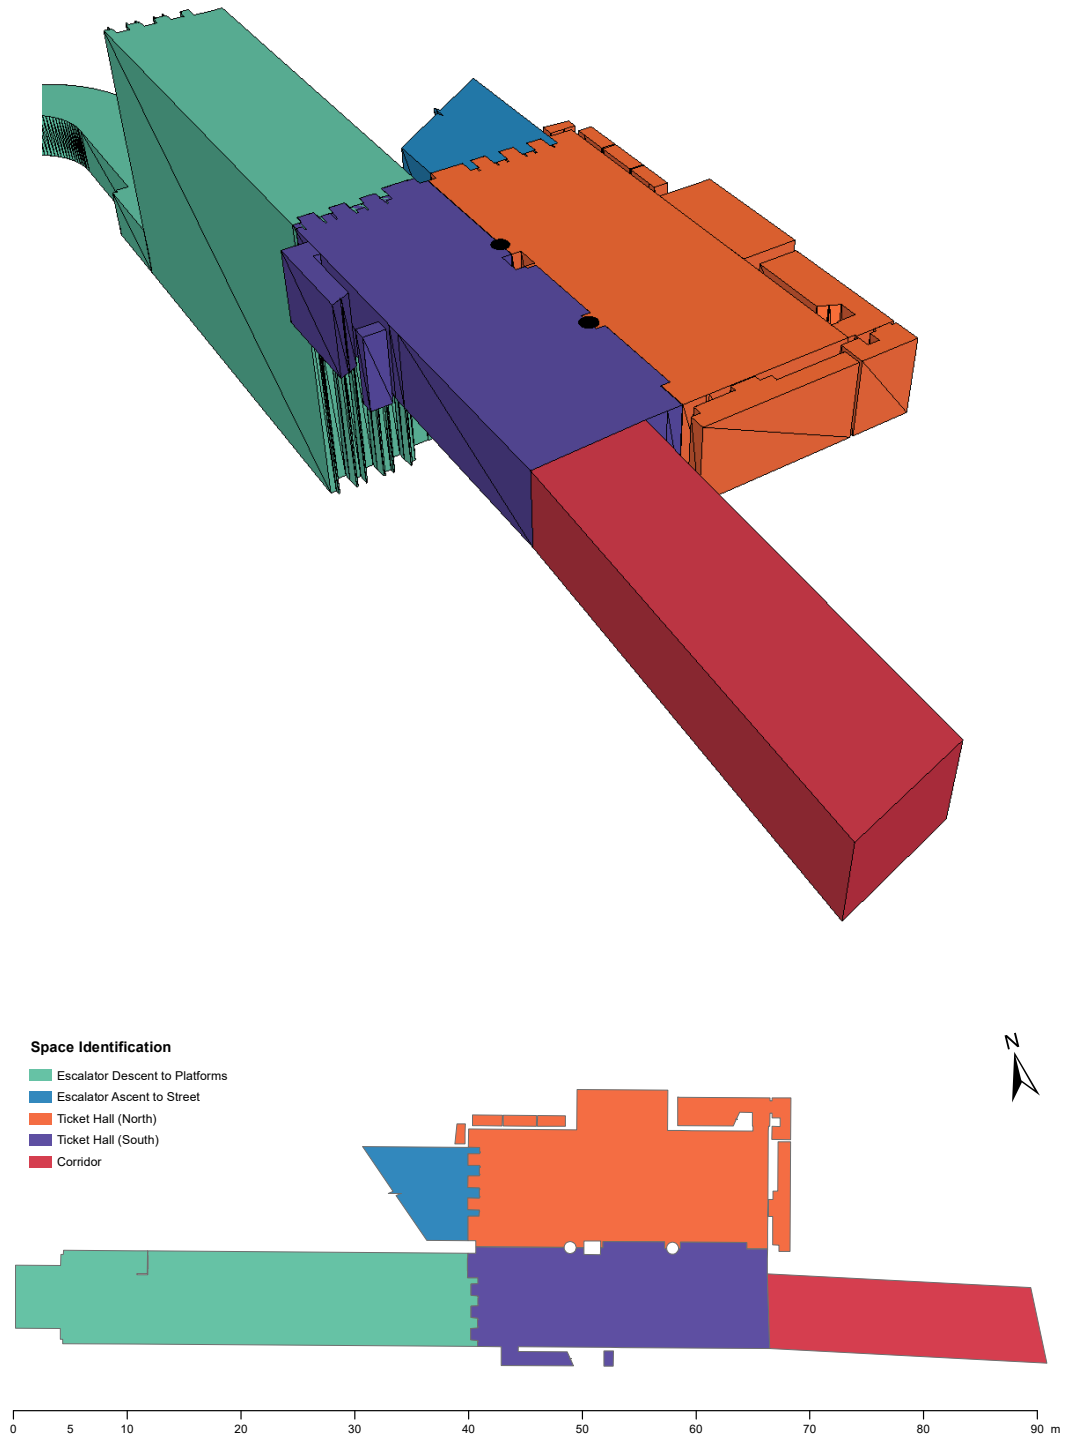 Space Identification
N
Escalator Descent to Platforms
Escalator Ascent to Street
Ticket Hall (North)
Ticket Hall (South)
Corridor
0 5 10 20 30 40 50 60 70 80 90 m